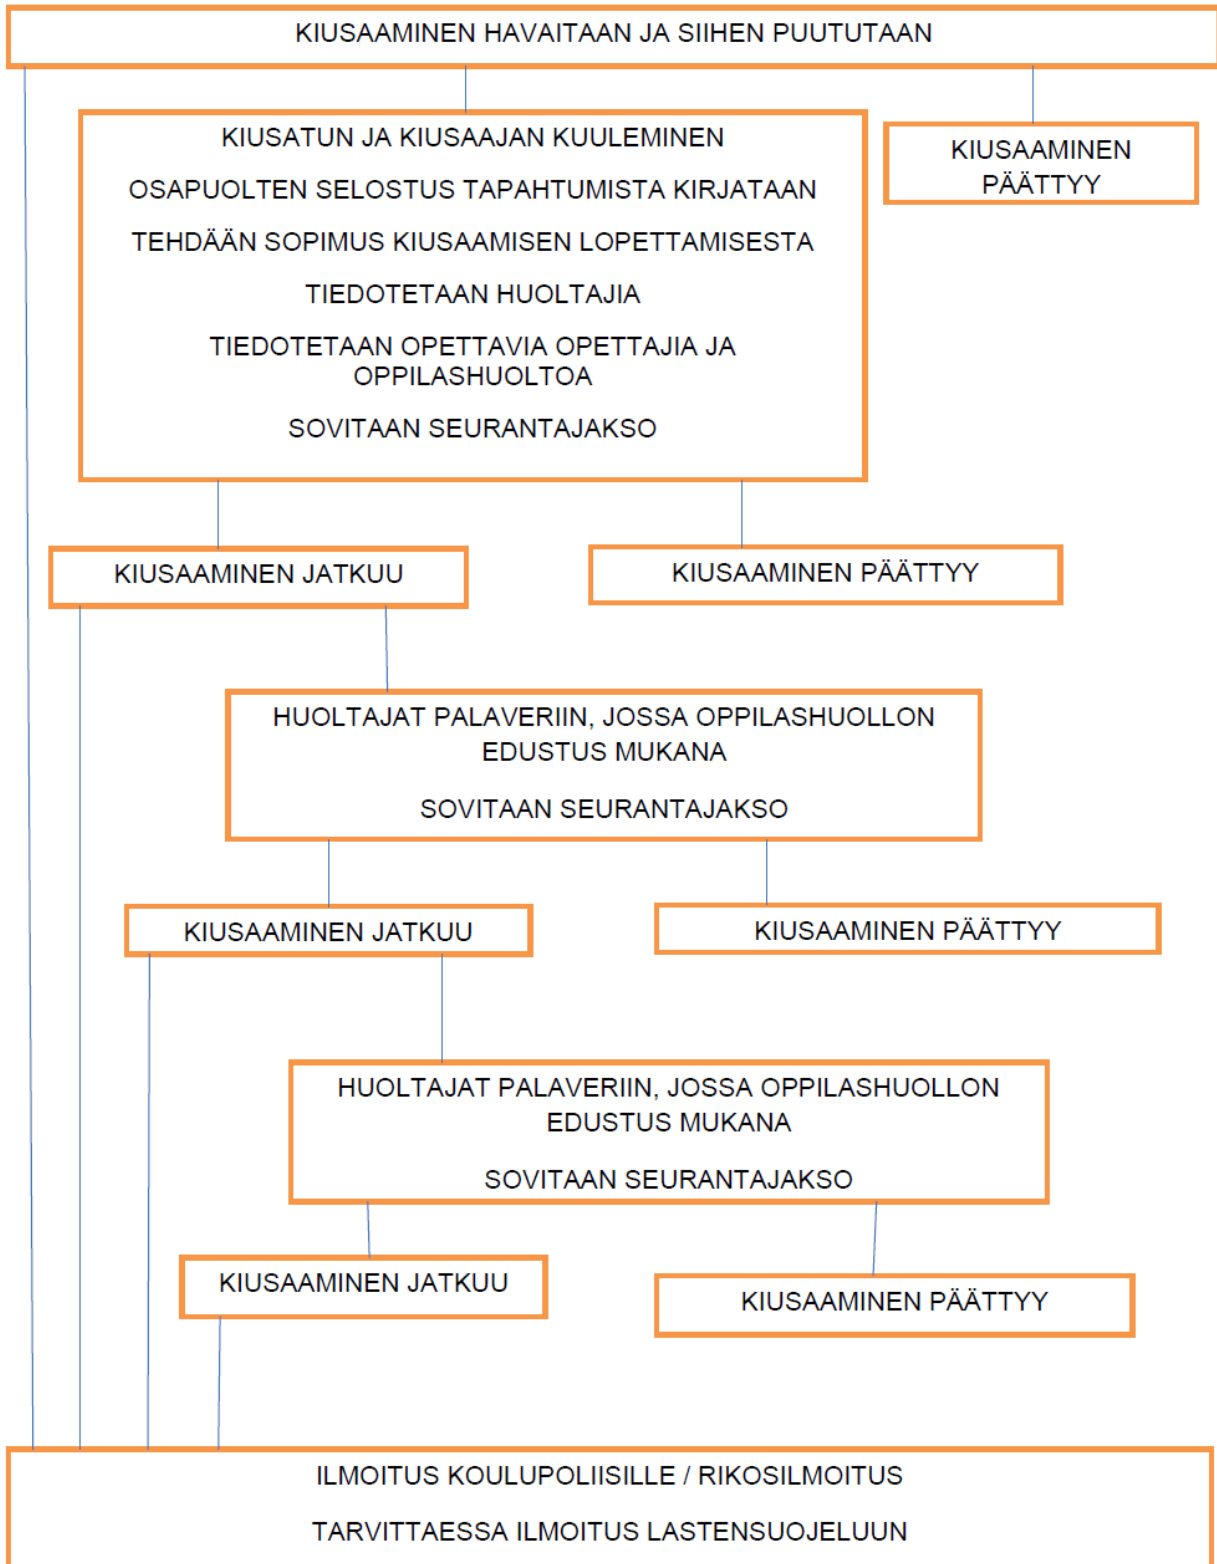 KIUSAAMINEN HAVAITAAN JA SIIHEN PUUTUTAAN
KIUSATUN JA KIUSAAJAN KUULEMINEN
OSAPUOLTEN SELOSTUS TAPAHTUMISTA KIRJATAAN
TEHDÄÄN SOPIMUS KIUSAAMISEN LOPETTAMISESTA
TIEDOTETAAN HUOLTAJIA
TIEDOTETAAN OPETTAVIA OPETTAJIA JA
OPPILASHUOLTOA
SOVITAAN SEURANTAJAKSO
KIUSAAMINEN
PÄÄTTYY
KIUSAAMINEN JATKUU
KIUSAAMINEN PÄÄTTYY
HUOLTAJAT PALAVERIIN, JOSSA OPPILASHUOLLON
EDUSTUS MUKANA
SOVITAAN SEURANTAJAKSO
KIUSAAMINEN JATKUU
KIUSAAMINEN PÄÄTTYY
HUOLTAJAT PALAVERIIN, JOSSA OPPILASHUOLLON
EDUSTUS MUKANA
SOVITAAN SEURANTAJAKSO
KIUSAAMINEN JATKUU
KIUSAAMINEN PÄÄTTYY
ILMOITUS KOULUPOLIISILLE / RIKOSILMOITUS
TARVITTAESSA ILMOITUS LASTENSUOJELUUN